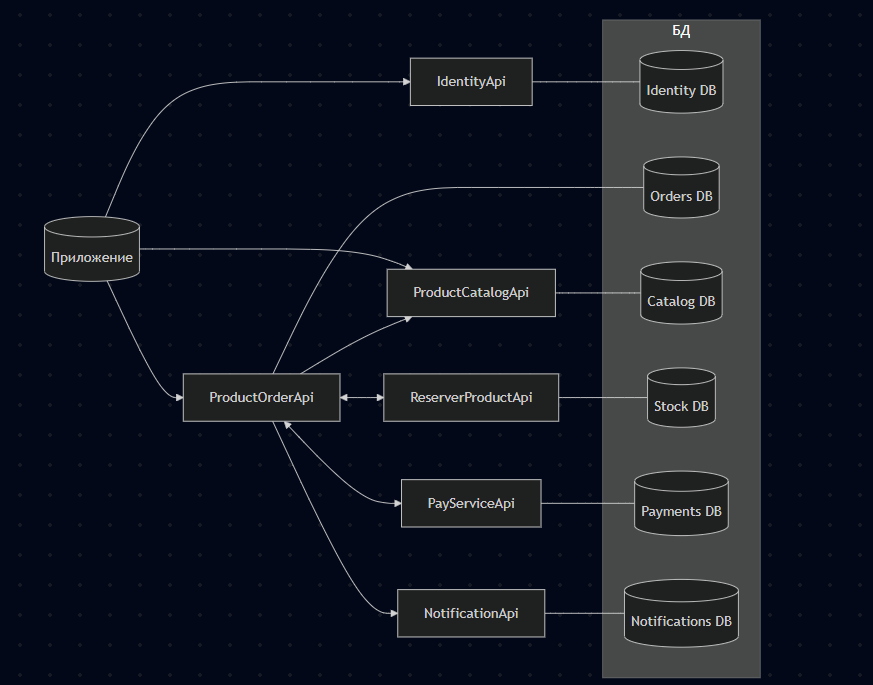 БД
IdentityApi
Identity DB
Orders DB
Приложение
ProductCatalogApi
Catalog DB
ProductOrderApi
ReserverProductApi
Stock DB
PayServiceApi
Payments DB
NotificationApi
Notifications DB